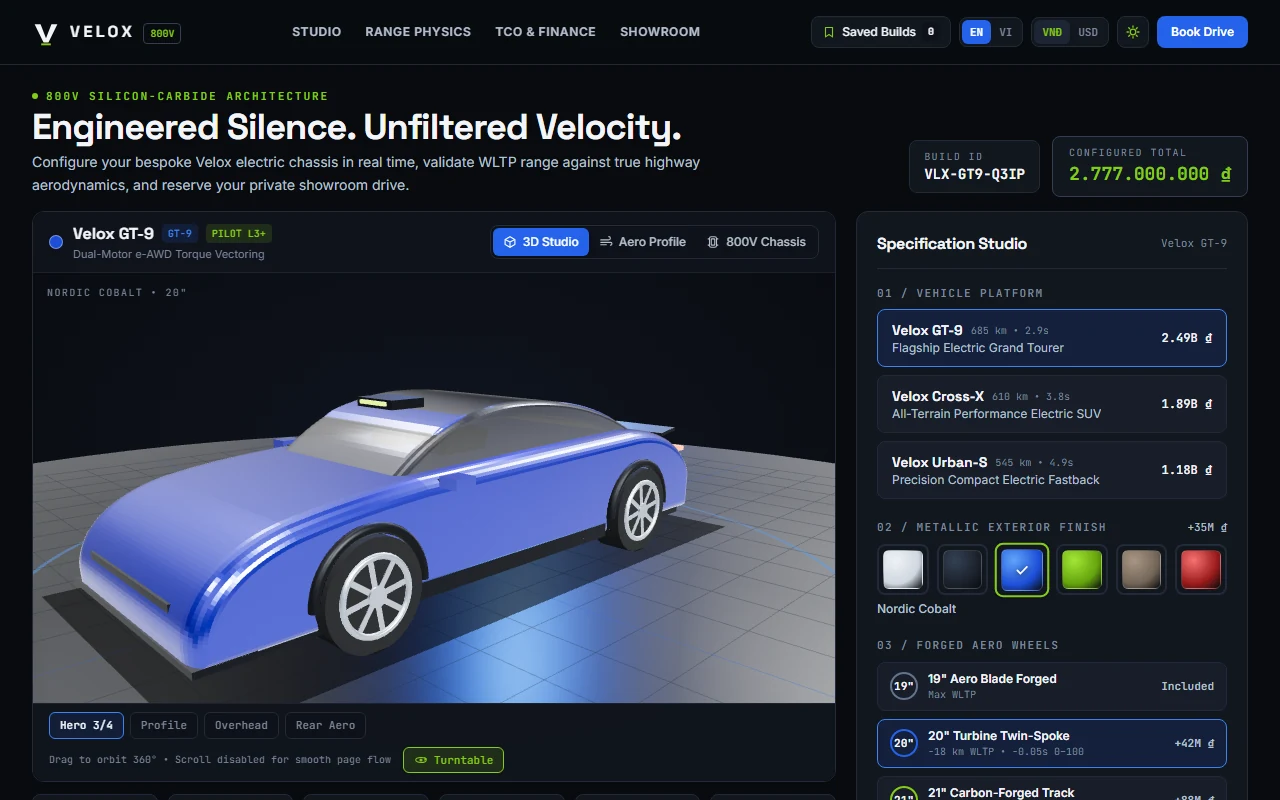 VELOX 800V
STUDIO RANGE PHYSICS TCO & FINANCE SHOWROOM
Saved Builds 0 EN VI VND USD Book Drive
800V SILICON-CARBIDE ARCHITECTURE
Engineered Silence. Unfiltered Velocity.
Configure your bespoke Velox electric chassis in real time, validate WLTP range against true highway
aerodynamics, and reserve your private showroom drive.
BUILD ID
VLX-GT9-Q3IP
CONFIGURED TOTAL
2.777.000.000 ₫
Velox GT-9 GT-9 PILOT L3+
Dual-Motor e-AWD Torque Vectoring
3D Studio Aero Profile 800V Chassis
NORDIC COBALT • 20"
Hero 3/4 Profile Overhead Rear Aero
Drag to orbit 360° • Scroll disabled for smooth page flow Turntable
Specification Studio Velox GT-9
01 / VEHICLE PLATFORM
Velox GT-9 685 km • 2.9s
Flagship Electric Grand Tourer
2.49B ₫
Velox Cross-X 610 km • 3.8s
All-Terrain Performance Electric SUV
1.89B ₫
Velox Urban-S 545 km • 4.9s
Precision Compact Electric Fastback
1.18B ₫
02 / METALLIC EXTERIOR FINISH +35M ₫
Nordic Cobalt
03 / FORGED AERO WHEELS
19" 19" Aero Blade Forged
Max WLTP
Included
20" 20" Turbine Twin-Spoke
-18 km WLTP • -0.05s 0-100
+42M ₫
21" 21" Carbon-Forged Track